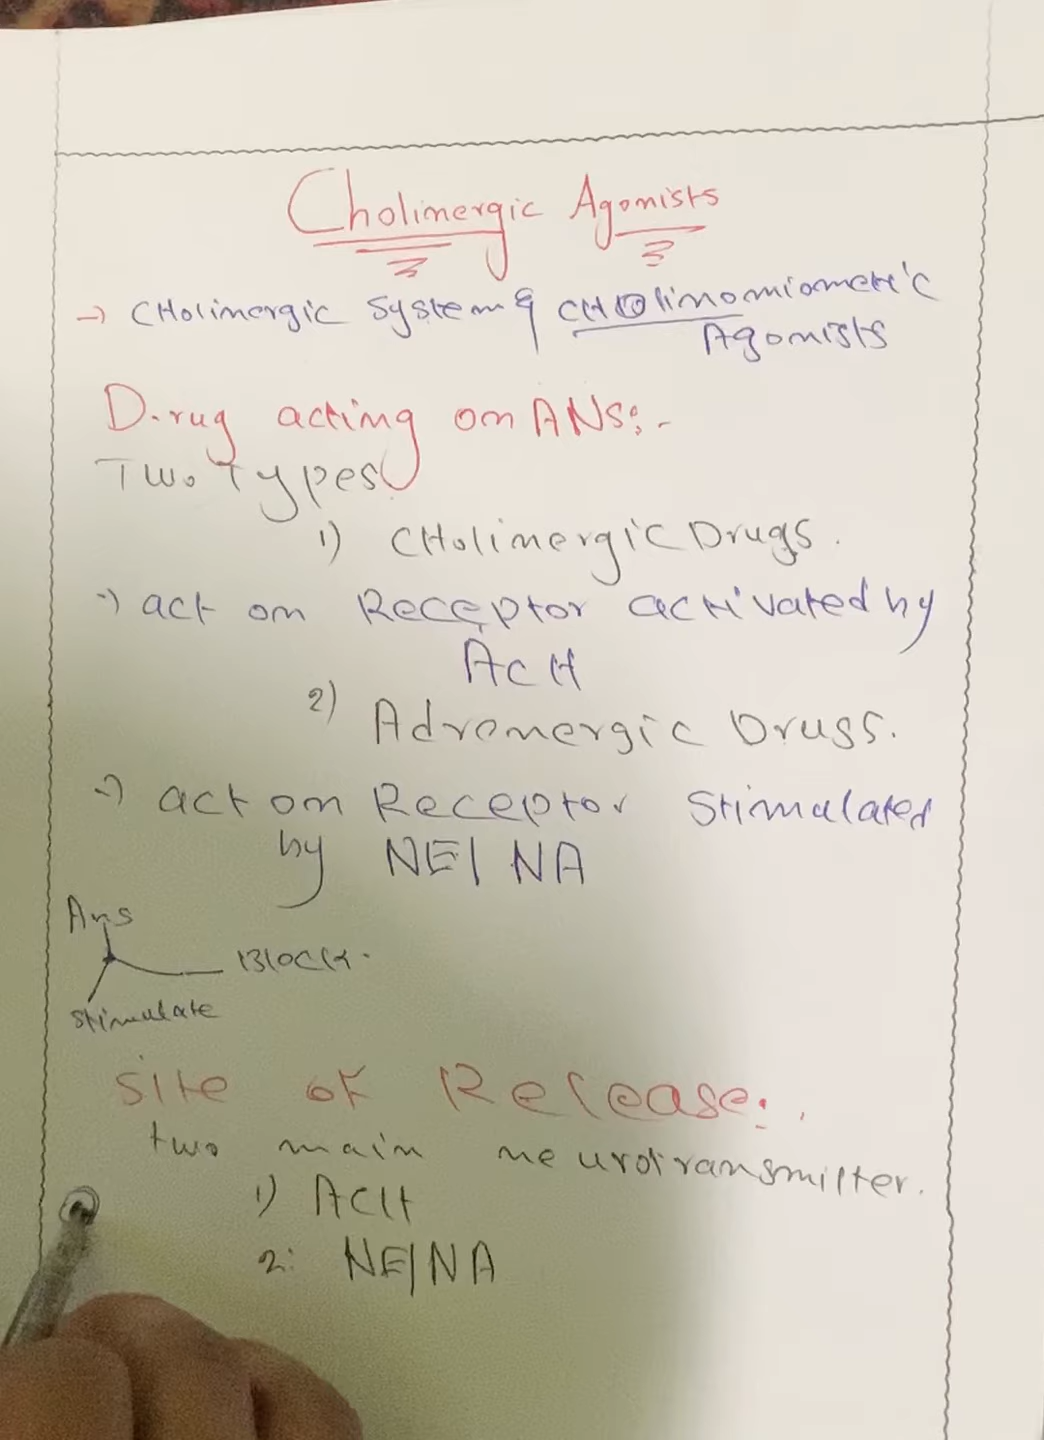 Cholinergic Agonists
→ CHolinergic system & CHOlinomiometic
Agonists
Drug acting on ANS:-
Two Types
1) CHolinergic Drugs.
→ act on Receptor activated by
ACH
2) Adrenergic Drugs.
→ act on Receptor Stimulated
by NE/NA
Ans
Block.
Stimulate
Site of Release:.
two main neurotransmitter.
1) ACH
2: NE/NA